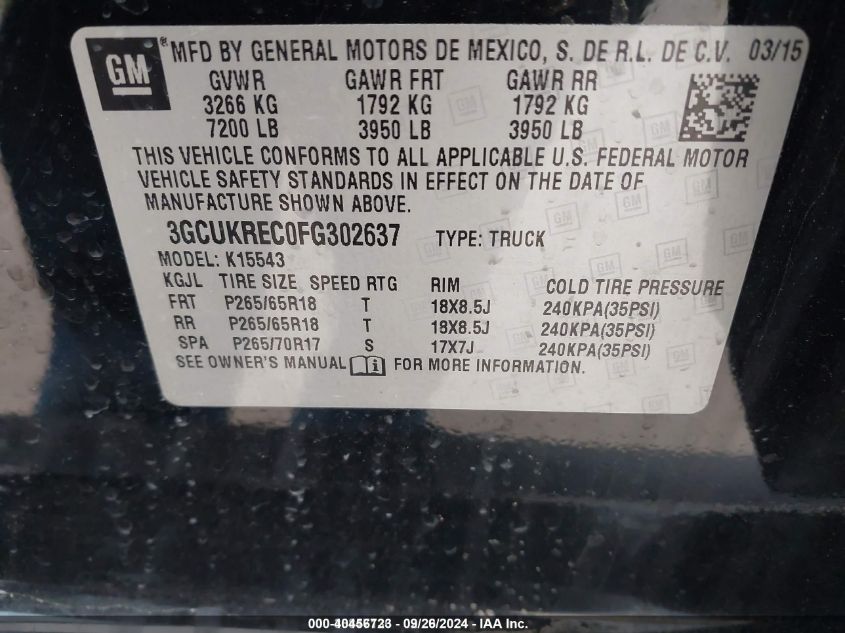 GM ® MFD BY GENERAL MOTORS DE MEXICO, S. DE R.L. DE C.V. 03/15
GVWR GAWR FRT GAWR RR
3266 KG 1792 KG 1792 KG
7200 LB 3950 LB 3950 LB
THIS VEHICLE CONFORMS TO ALL APPLICABLE U.S. FEDERAL MOTOR
VEHICLE SAFETY STANDARDS IN EFFECT ON THE DATE OF
MANUFACTURE SHOWN ABOVE.
3GCUKREC0FG302637 TYPE: TRUCK
MODEL: K15543
KGJL TIRE SIZE SPEED RTG RIM COLD TIRE PRESSURE
FRT P265/65R18 T 18X8.5J 240KPA(35PSI)
RR P265/65R18 T 18X8.5J 240KPA(35PSI)
SPA P265/70R17 S 17X7J 240KPA(35PSI)
SEE OWNER'S MANUAL FOR MORE INFORMATION.
000-40456723 - 09/26/2024 - IAA Inc.